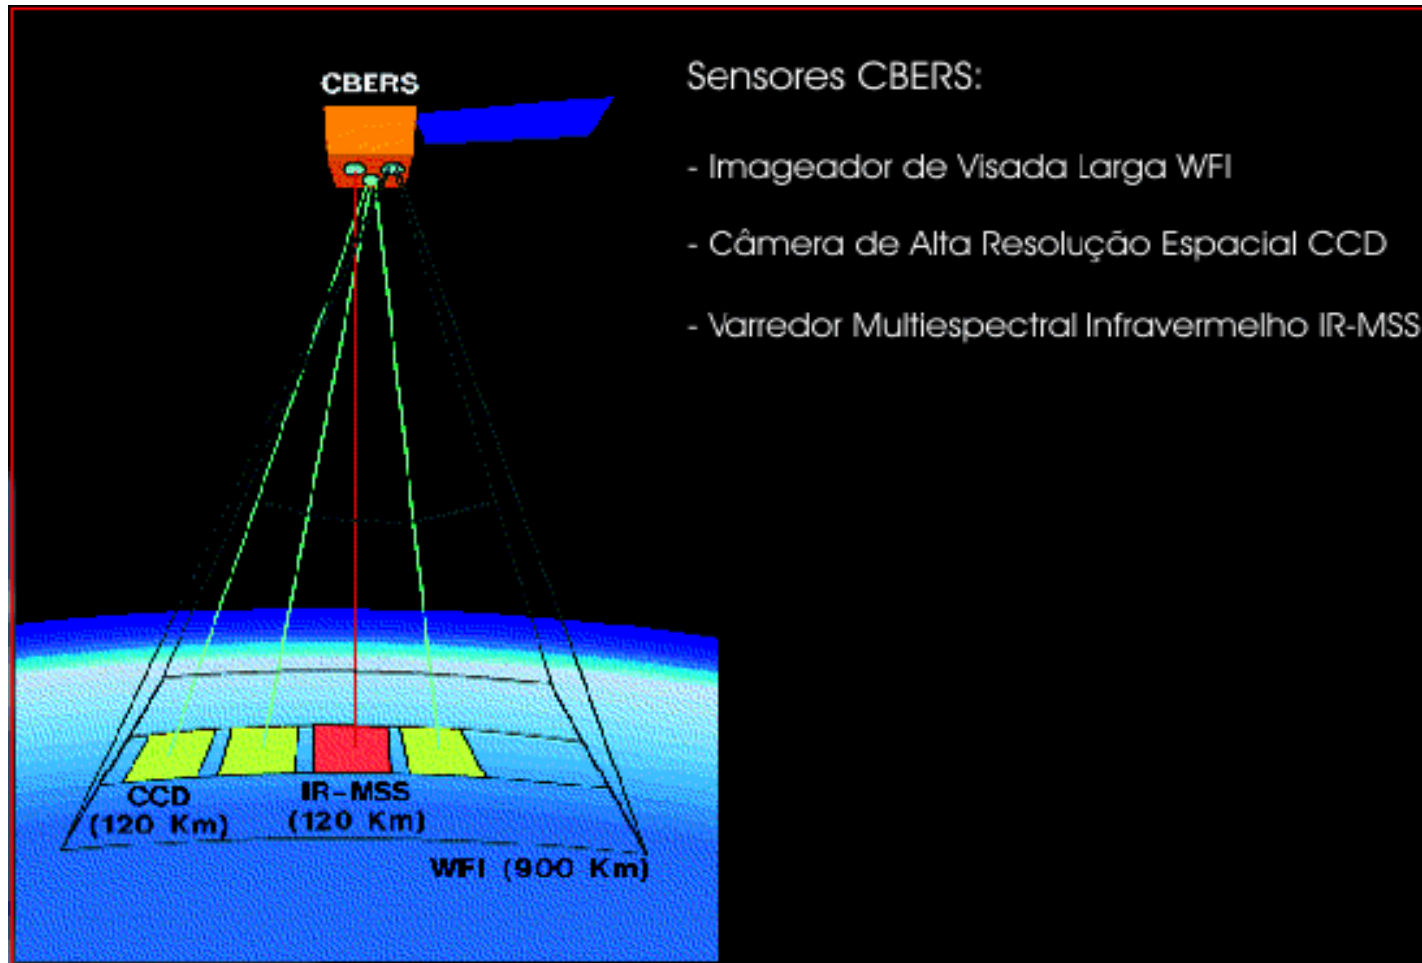 CBERS
Sensores CBERS:
- Imageador de Visada Larga WFI
- Câmera de Alta Resolução Espacial CCD
- Varredor Multiespectral Infravermelho IR-MSS
CCD
(120 Km)
IR-MSS
(120 Km)
WFI (900 Km)